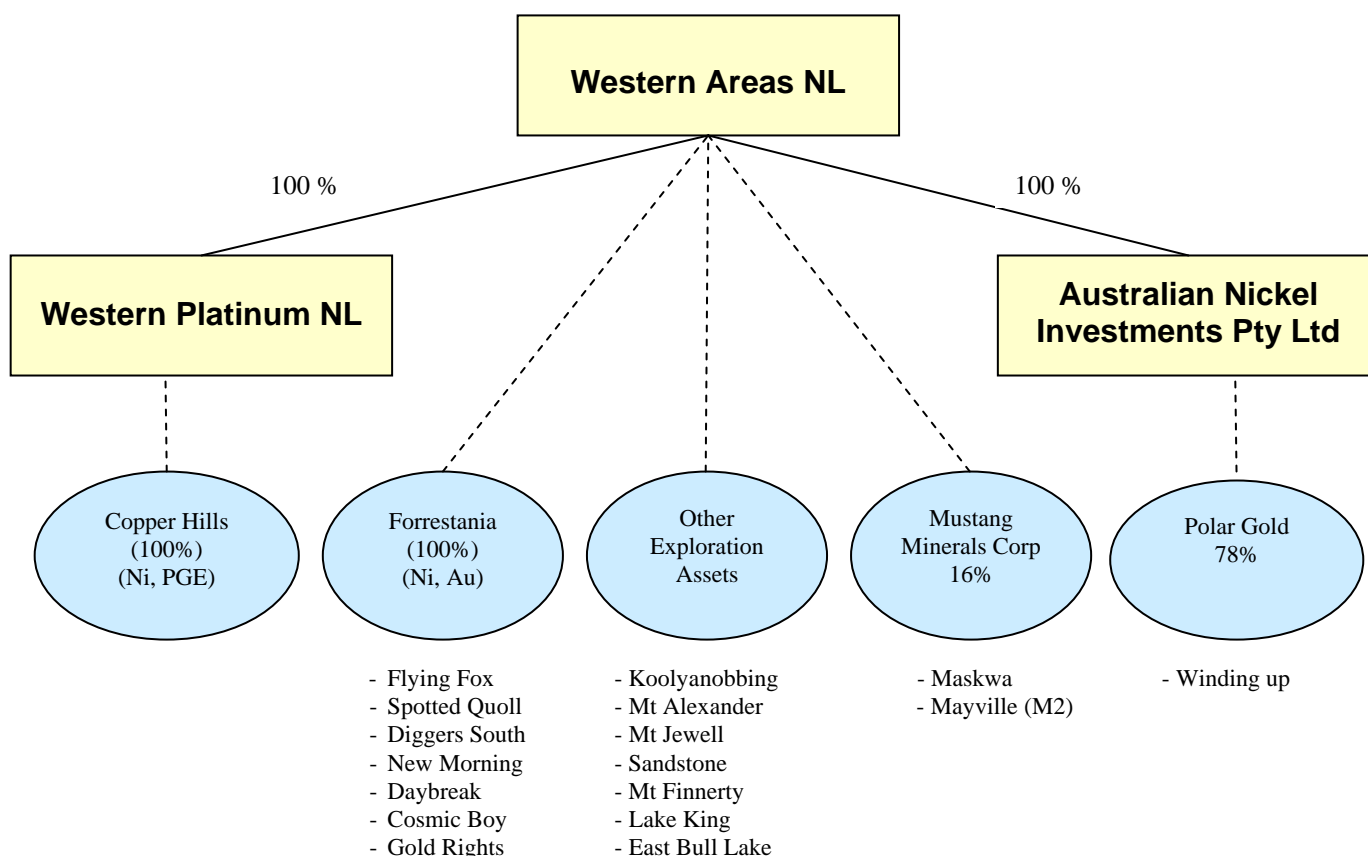 Western Areas NL
100 %
100 %
Western Platinum NL
Australian Nickel
Investments Pty Ltd
Copper Hills
(100%)
(Ni, PGE)
Forrestania
(100%)
(Ni, Au)
Other
Exploration
Assets
Mustang
Minerals Corp
16%
Polar Gold
78%
- Flying Fox
- Spotted Quoll
- Diggers South
- New Morning
- Daybreak
- Cosmic Boy
- Gold Rights
- Koolyanobbing
- Mt Alexander
- Mt Jewell
- Sandstone
- Mt Finnerty
- Lake King
- East Bull Lake
- Maskwa
- Mayville (M2)
- Winding up